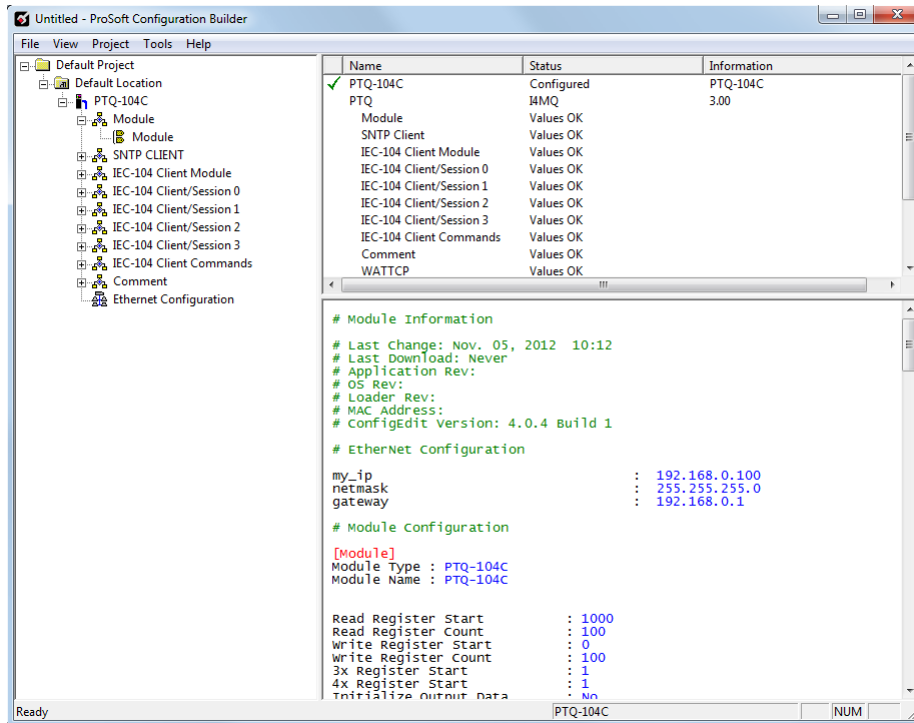 Untitled - ProSoft Configuration Builder
File View Project Tools Help
Default Project
Default Location
PTQ-104C
Module
Module
SNTP CLIENT
IEC-104 Client Module
IEC-104 Client/Session 0
IEC-104 Client/Session 1
IEC-104 Client/Session 2
IEC-104 Client/Session 3
IEC-104 Client Commands
Comment
Ethernet Configuration
Name Status Information
PTQ-104C Configured PTQ-104C
PTQ I4MQ 3.00
Module Values OK
SNTP Client Values OK
IEC-104 Client Module Values OK
IEC-104 Client/Session 0 Values OK
IEC-104 Client/Session 1 Values OK
IEC-104 Client/Session 2 Values OK
IEC-104 Client/Session 3 Values OK
IEC-104 Client Commands Values OK
Comment Values OK
WATTCP Values OK
# Module Information
# Last Change: Nov. 05, 2012 10:12
# Last Download: Never
# Application Rev:
# OS Rev:
# Loader Rev:
# MAC Address:
# ConfigEdit Version: 4.0.4 Build 1
# EtherNet Configuration
my_ip : 192.168.0.100
netmask : 255.255.255.0
gateway : 192.168.0.1
# Module Configuration
[Module]
Module Type : PTQ-104C
Module Name : PTQ-104C
Read Register Start : 1000
Read Register Count : 100
Write Register Start : 0
Write Register Count : 100
3x Register Start : 1
4x Register Start : 1
Initialize Output Data : No
Ready PTQ-104C NUM